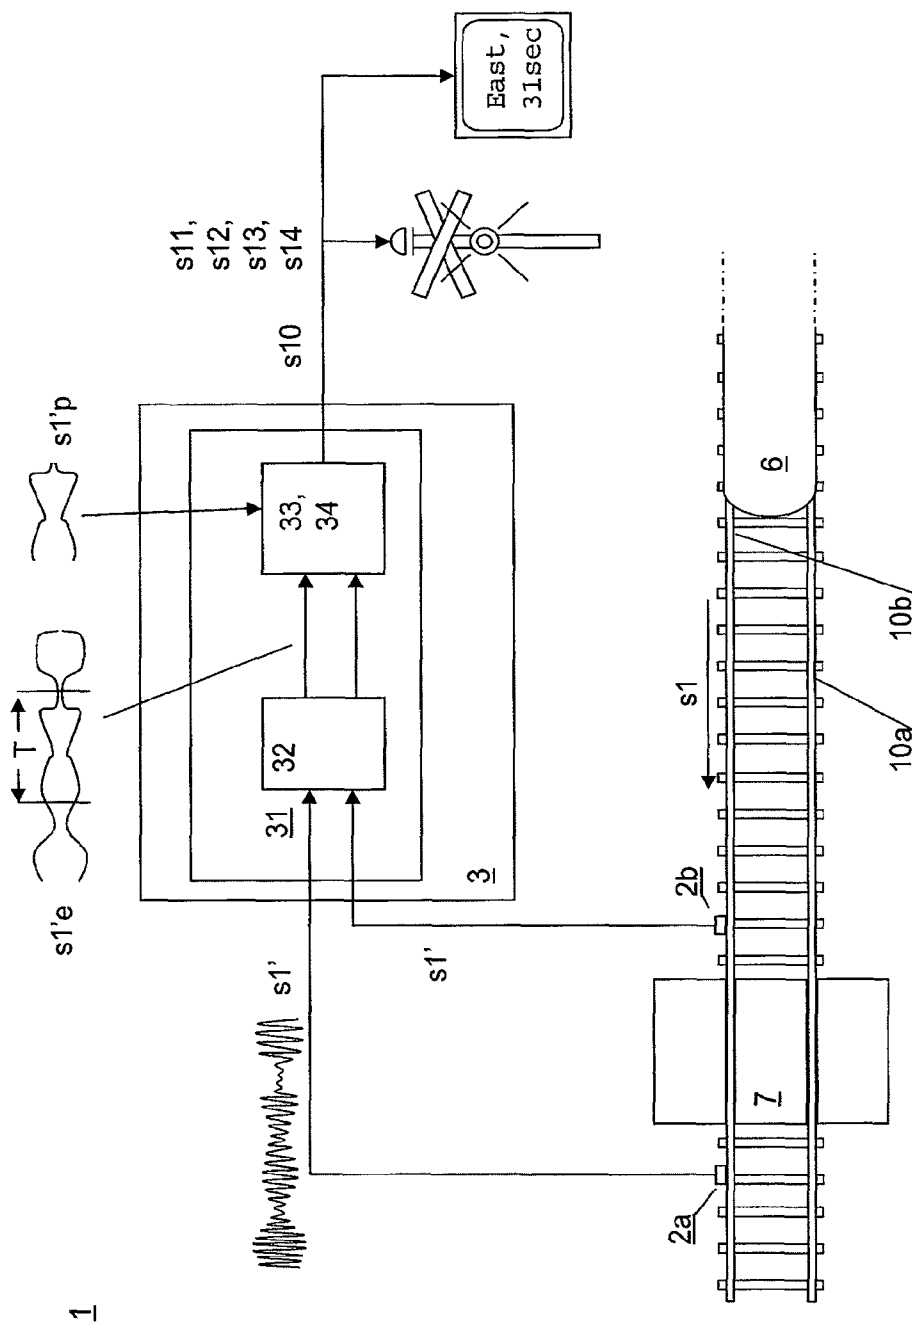 1
s1'e
T
s1'p
s1'
s1'
31
32
33,
34
3
s10
s11,
s12,
s13,
s14
East,
31sec
2a
2b
7
s1
6
10a
10b